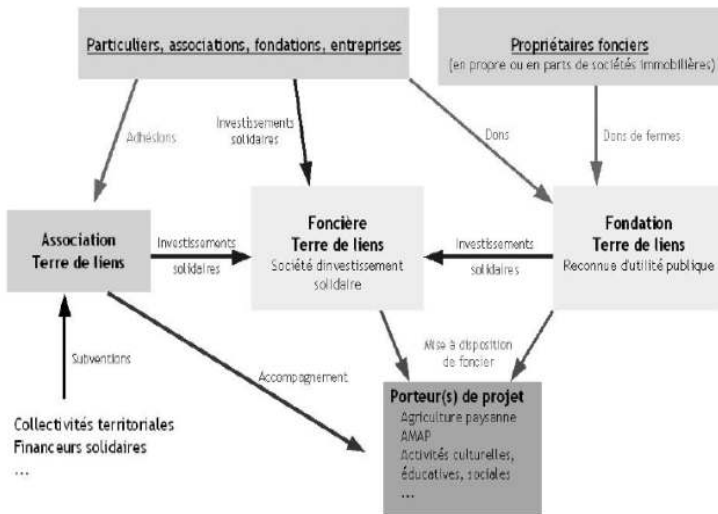 Particuliers, associations, fondations, entreprises
Propriétaires fonciers
(en propre ou en parts de sociétés immobilières)
Adhésions
Investissements
solidaires
Dons
Dons de fermes
Association
Terre de liens
Investissements
solidaires
Foncière
Terre de liens
Société dinvestissement
solidaire
Investissements
solidaires
Fondation
Terre de liens
Reconnue d'utilité publique
Subventions
Accompagnement
Mise à disposition
de foncier
Collectivités territoriales
Financeurs solidaires
...
Porteur(s) de projet
Agriculture paysanne
AMAP
Activités culturelles,
éducatives, sociales
...